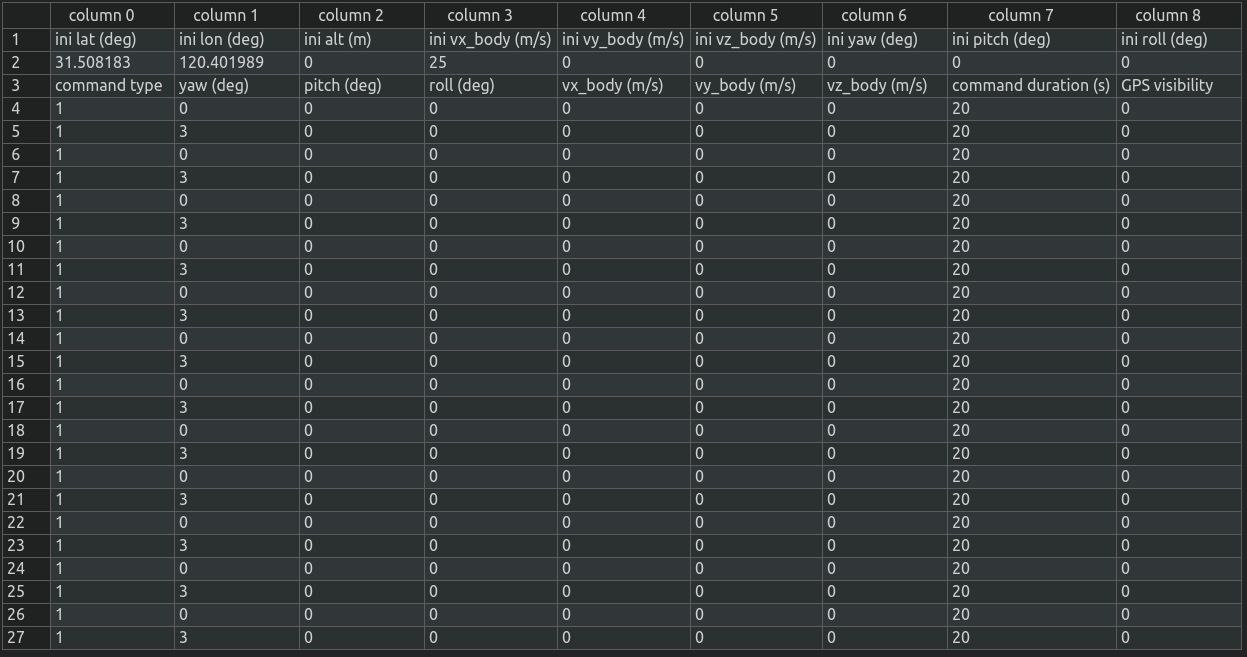 column 0 column 1 column 2 column 3 column 4 column 5 column 6 column 7 column 8
1 ini lat (deg) ini lon (deg) ini alt (m) ini vx_body (m/s) ini vy_body (m/s) ini vz_body (m/s) ini yaw (deg) ini pitch (deg) ini roll (deg)
2 31.508183 120.401989 0 25 0 0 0 0 0
3 command type yaw (deg) pitch (deg) roll (deg) vx_body (m/s) vy_body (m/s) vz_body (m/s) command duration (s) GPS visibility
4 1 0 0 0 0 0 0 20 0
5 1 3 0 0 0 0 0 20 0
6 1 0 0 0 0 0 0 20 0
7 1 3 0 0 0 0 0 20 0
8 1 0 0 0 0 0 0 20 0
9 1 3 0 0 0 0 0 20 0
10 1 0 0 0 0 0 0 20 0
11 1 3 0 0 0 0 0 20 0
12 1 0 0 0 0 0 0 20 0
13 1 3 0 0 0 0 0 20 0
14 1 0 0 0 0 0 0 20 0
15 1 3 0 0 0 0 0 20 0
16 1 0 0 0 0 0 0 20 0
17 1 3 0 0 0 0 0 20 0
18 1 0 0 0 0 0 0 20 0
19 1 3 0 0 0 0 0 20 0
20 1 0 0 0 0 0 0 20 0
21 1 3 0 0 0 0 0 20 0
22 1 0 0 0 0 0 0 20 0
23 1 3 0 0 0 0 0 20 0
24 1 0 0 0 0 0 0 20 0
25 1 3 0 0 0 0 0 20 0
26 1 0 0 0 0 0 0 20 0
27 1 3 0 0 0 0 0 20 0